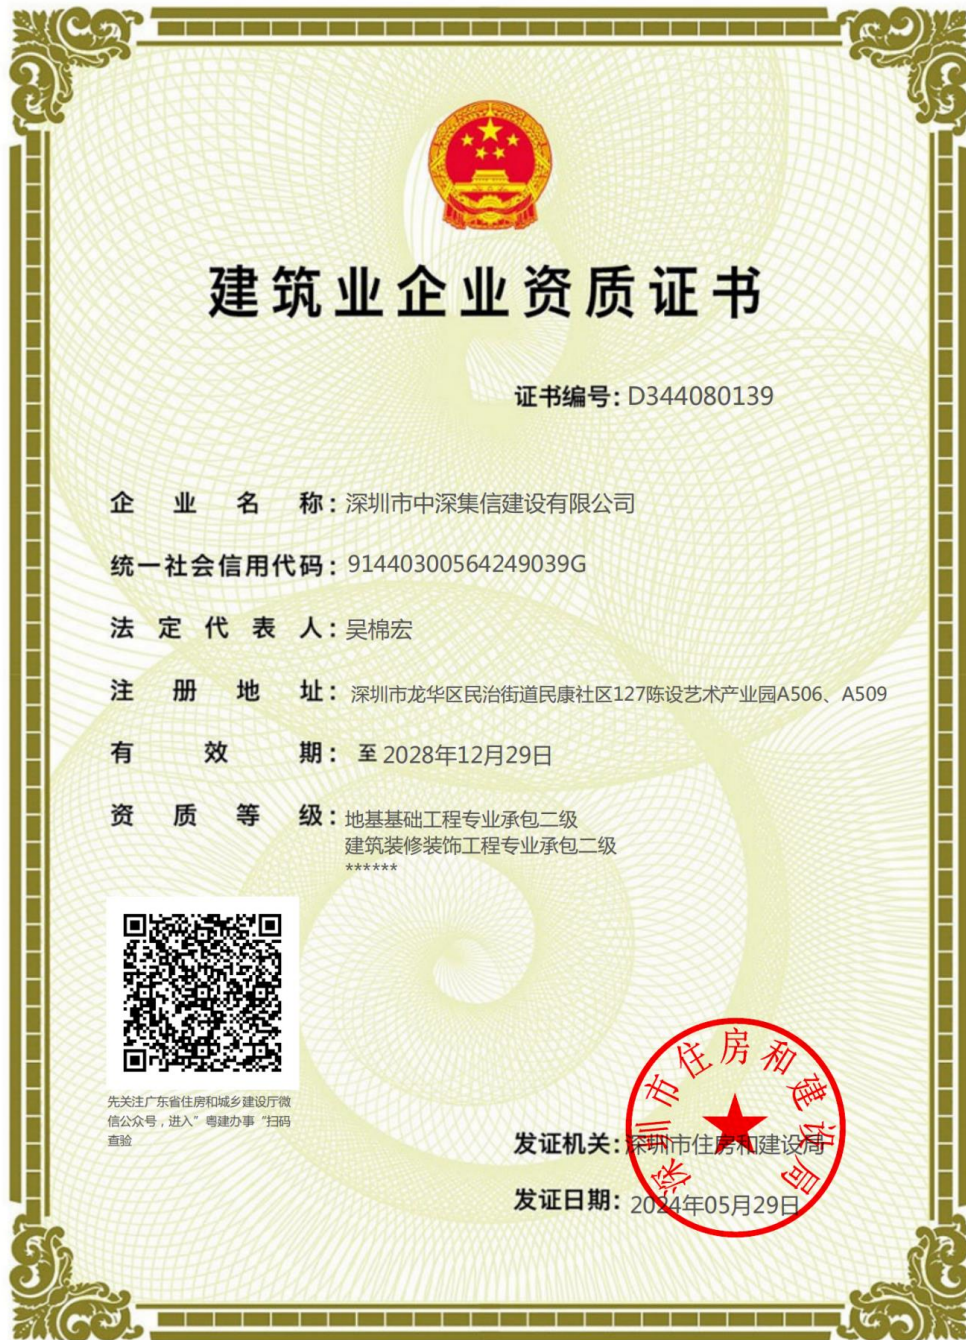 建筑业企业资质证书
证书编号：D344080139
企业名称：深圳市中深集信建设有限公司
统一社会信用代码：91440300564249039G
法定代表人：吴棉宏
注册地址：深圳市龙华区民治街道民康社区127陈设艺术产业园A506、A509
有效期：至 2028年12月29日
资质等级：地基基础工程专业承包二级
建筑装修装饰工程专业承包二级
******
先关注广东省住房和城乡建设厅微
信公众号，进入”粤建办事“扫码
查验
深圳市住房和建设局
发证机关：深圳市住房和建设局
发证日期：2024年05月29日